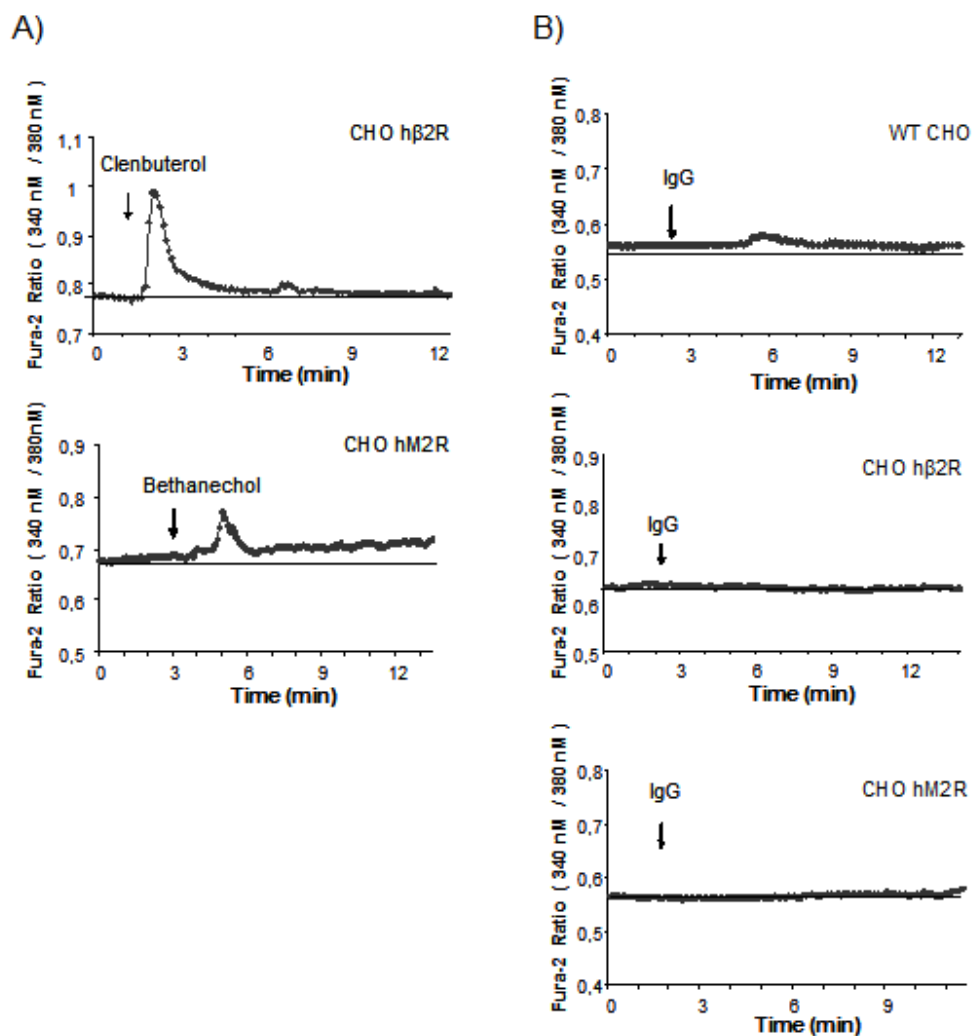 A)
Fura-2 Ratio ( 340 nM / 380 nM )
CHO hβ2R
Clenbuterol
1,1
1
0,9
0,8
0,7
0 3 6 9 12
Time (min)
Fura-2 Ratio ( 340 nM / 380nM)
CHO hM2R
Bethanechol
0,9
0,8
0,7
0,6
0,5
0 3 6 9 12
Time (min)
B)
Fura-2 Ratio (340 nM / 380 nM)
WT CHO
IgG
0,8
0,7
0,6
0,5
0,4
0 3 6 9 12
Time (min)
Fura-2 Ratio ( 340 nM / 380 nM )
CHO hβ2R
IgG
0,9
0,8
0,7
0,6
0,5
0 3 6 9 12
Time (min)
Fura-2 Ratio ( 340 nM / 380 nM )
CHO hM2R
IgG
0,8
0,7
0,6
0,5
0,4
0 3 6 9
Time (min)